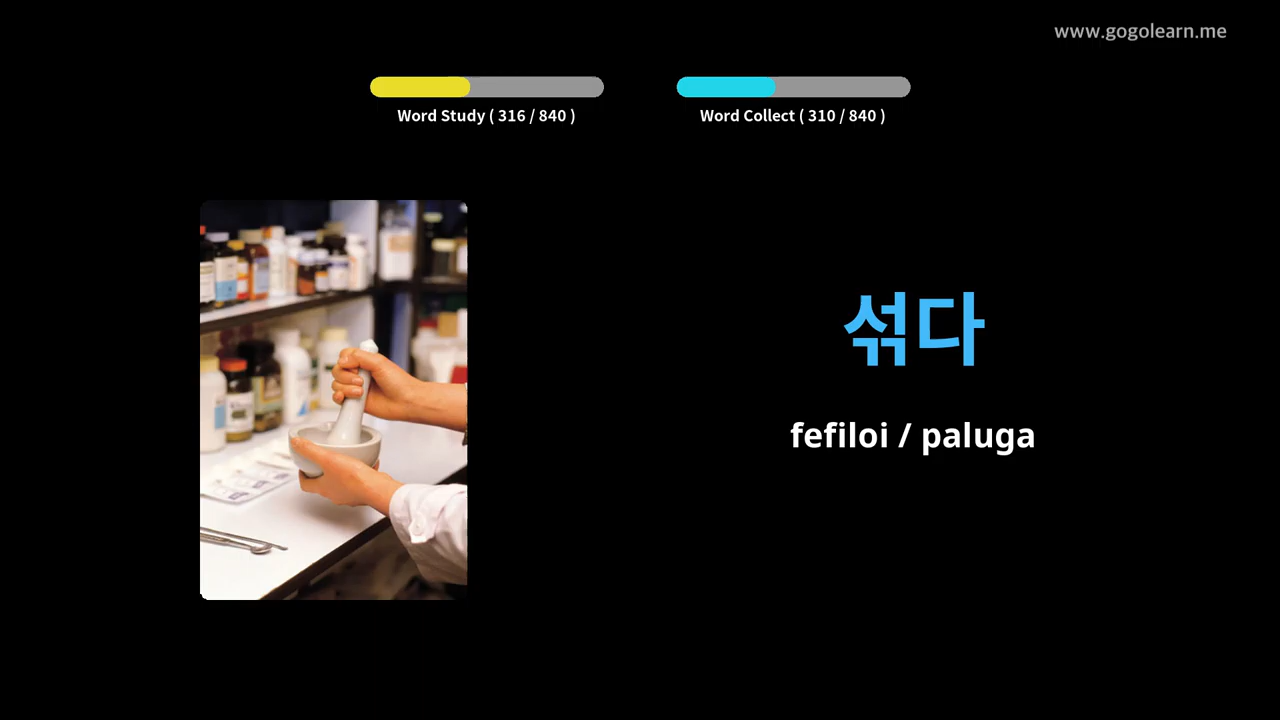 www.gogolearn.me
Word Study ( 316 / 840 )
Word Collect ( 310 / 840 )
섞다
fefiloi / paluga